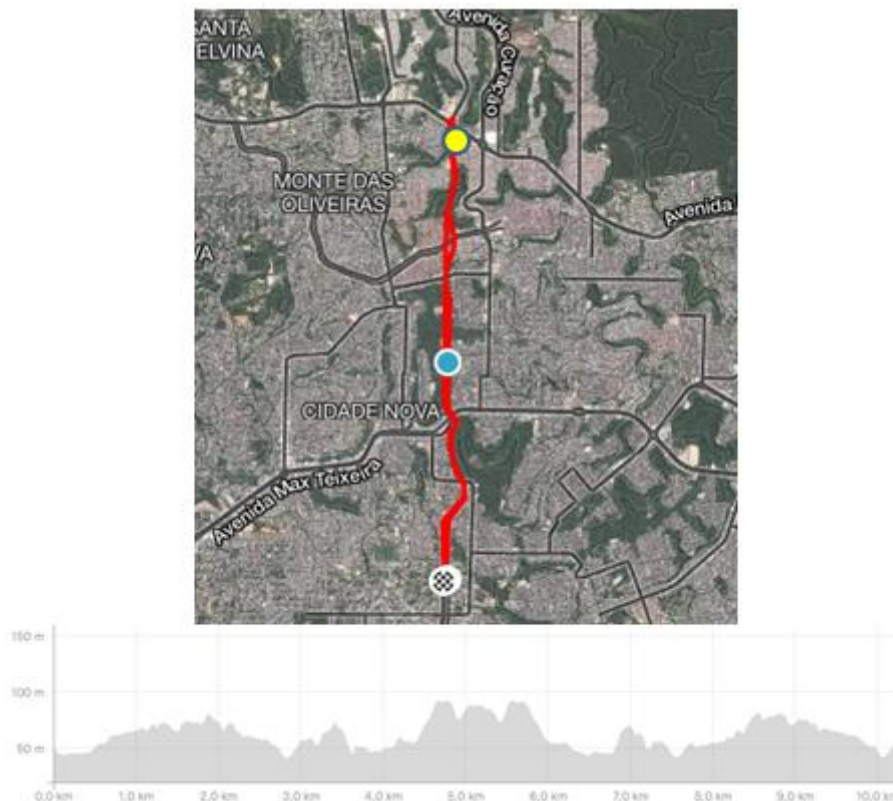 SANTA
ELVINA
Avenida Curaçao
MONTE DAS
OLIVEIRAS
Avenida
VA
CIDADE NOVA
Avenida Max Teixeira
150 m
100 m
50 m
0.0 km 1.0 km 2.0 km 3.0 km 4.0 km 5.0 km 6.0 km 7.0 km 8.0 km 9.0 km 10.0 k